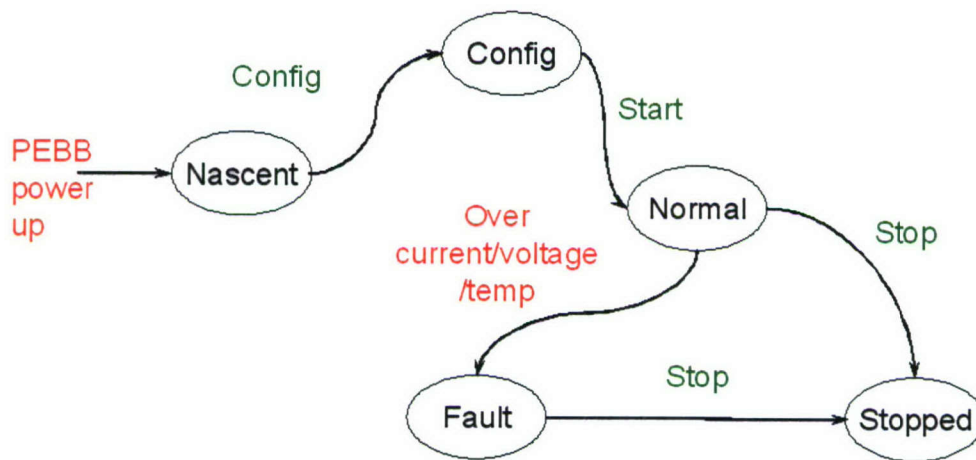 Config
Config
Start
PEBB
power
up
Nascent
Normal
Over
current/voltage
/temp
Stop
Stop
Fault
Stopped